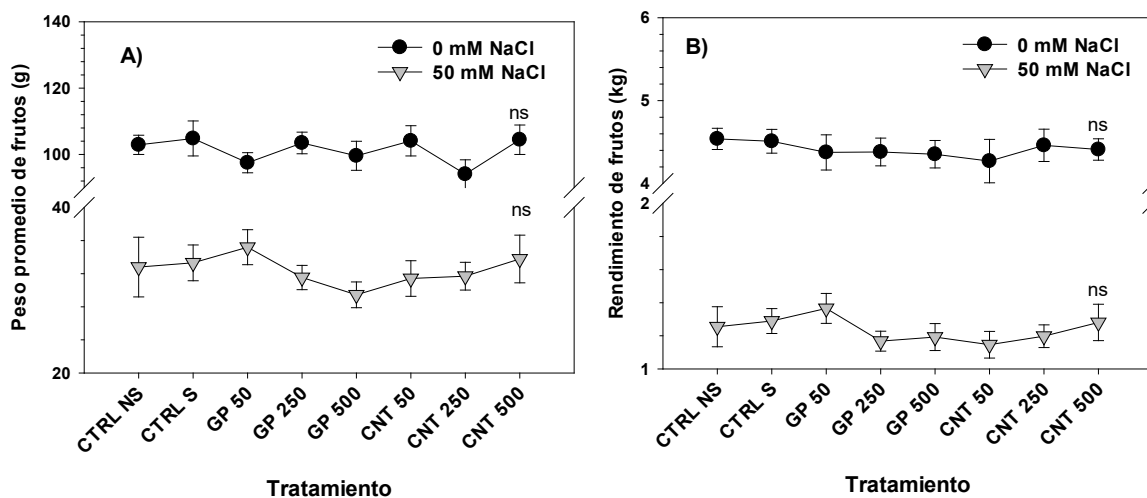 A)
0 mM NaCl
50 mM NaCl
Peso promedio de frutos (g)
140
120
100
40
20
ns
ns
CTRL NS
CTRL S
GP 50
GP 250
GP 500
CNT 50
CNT 250
CNT 500
Tratamiento
B)
0 mM NaCl
50 mM NaCl
Rendimiento de frutos (kg)
6
5
4
2
1
ns
ns
CTRL NS
CTRL S
GP 50
GP 250
GP 500
CNT 50
CNT 250
CNT 500
Tratamiento